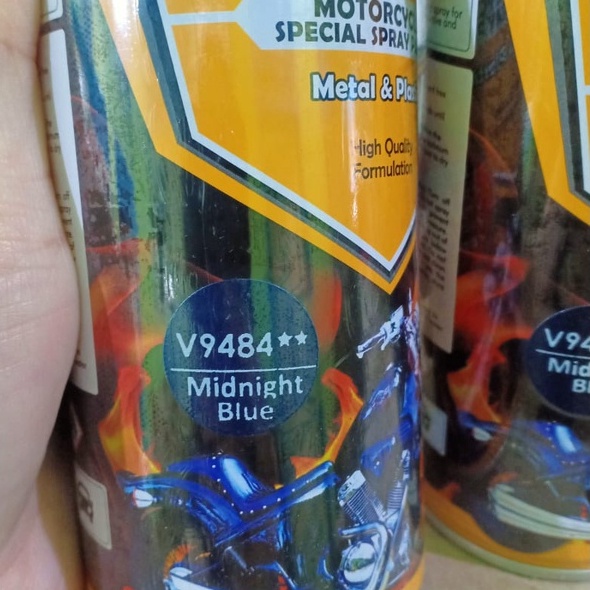 MOTORCYC
SPECIAL SPRAY
Metal & Pla
High Quality
Formulation
V9484**
Midnight
Blue
V94
Mid
Bl